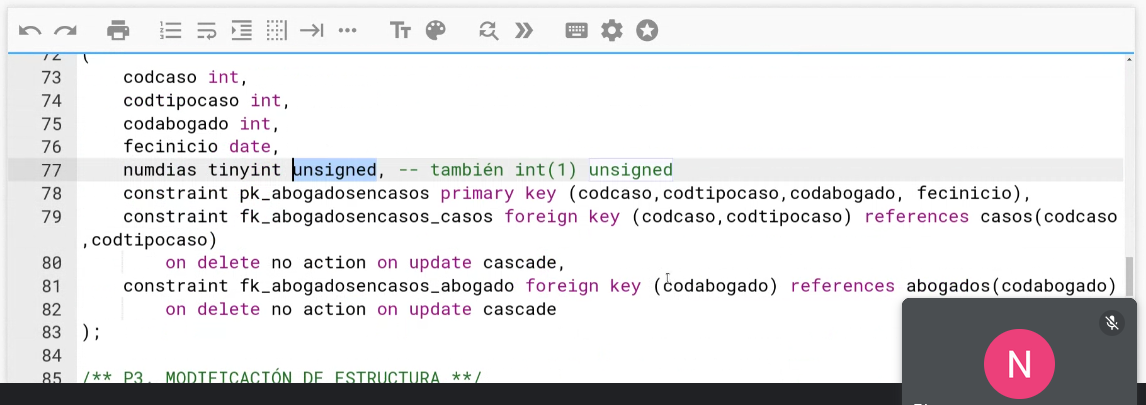 72 (
73 codcaso int,
74 codtipocaso int,
75 codabogado int,
76 fecinicio date,
77 numdias tinyint unsigned, -- también int(1) unsigned
78 constraint pk_abogadosencasos primary key (codcaso,codtipocaso,codabogado, fecinicio),
79 constraint fk_abogadosencasos_casos foreign key (codcaso,codtipocaso) references casos(codcaso
,codtipocaso)
80 on delete no action on update cascade,
81 constraint fk_abogadosencasos_abogado foreign key (codabogado) references abogados(codabogado)
82 on delete no action on update cascade
83 );
84
85 /** P3. MODIFICACIÓN DE ESTRUCTURA **/
N